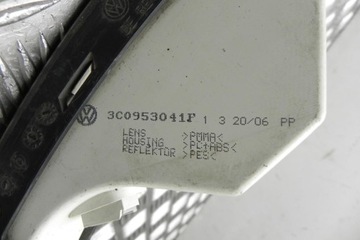 3C0953041F 1 3 20/06 PP
LENS >PMMA<
HOUSING >PC+ABS<
REFLEKTOR >PES<